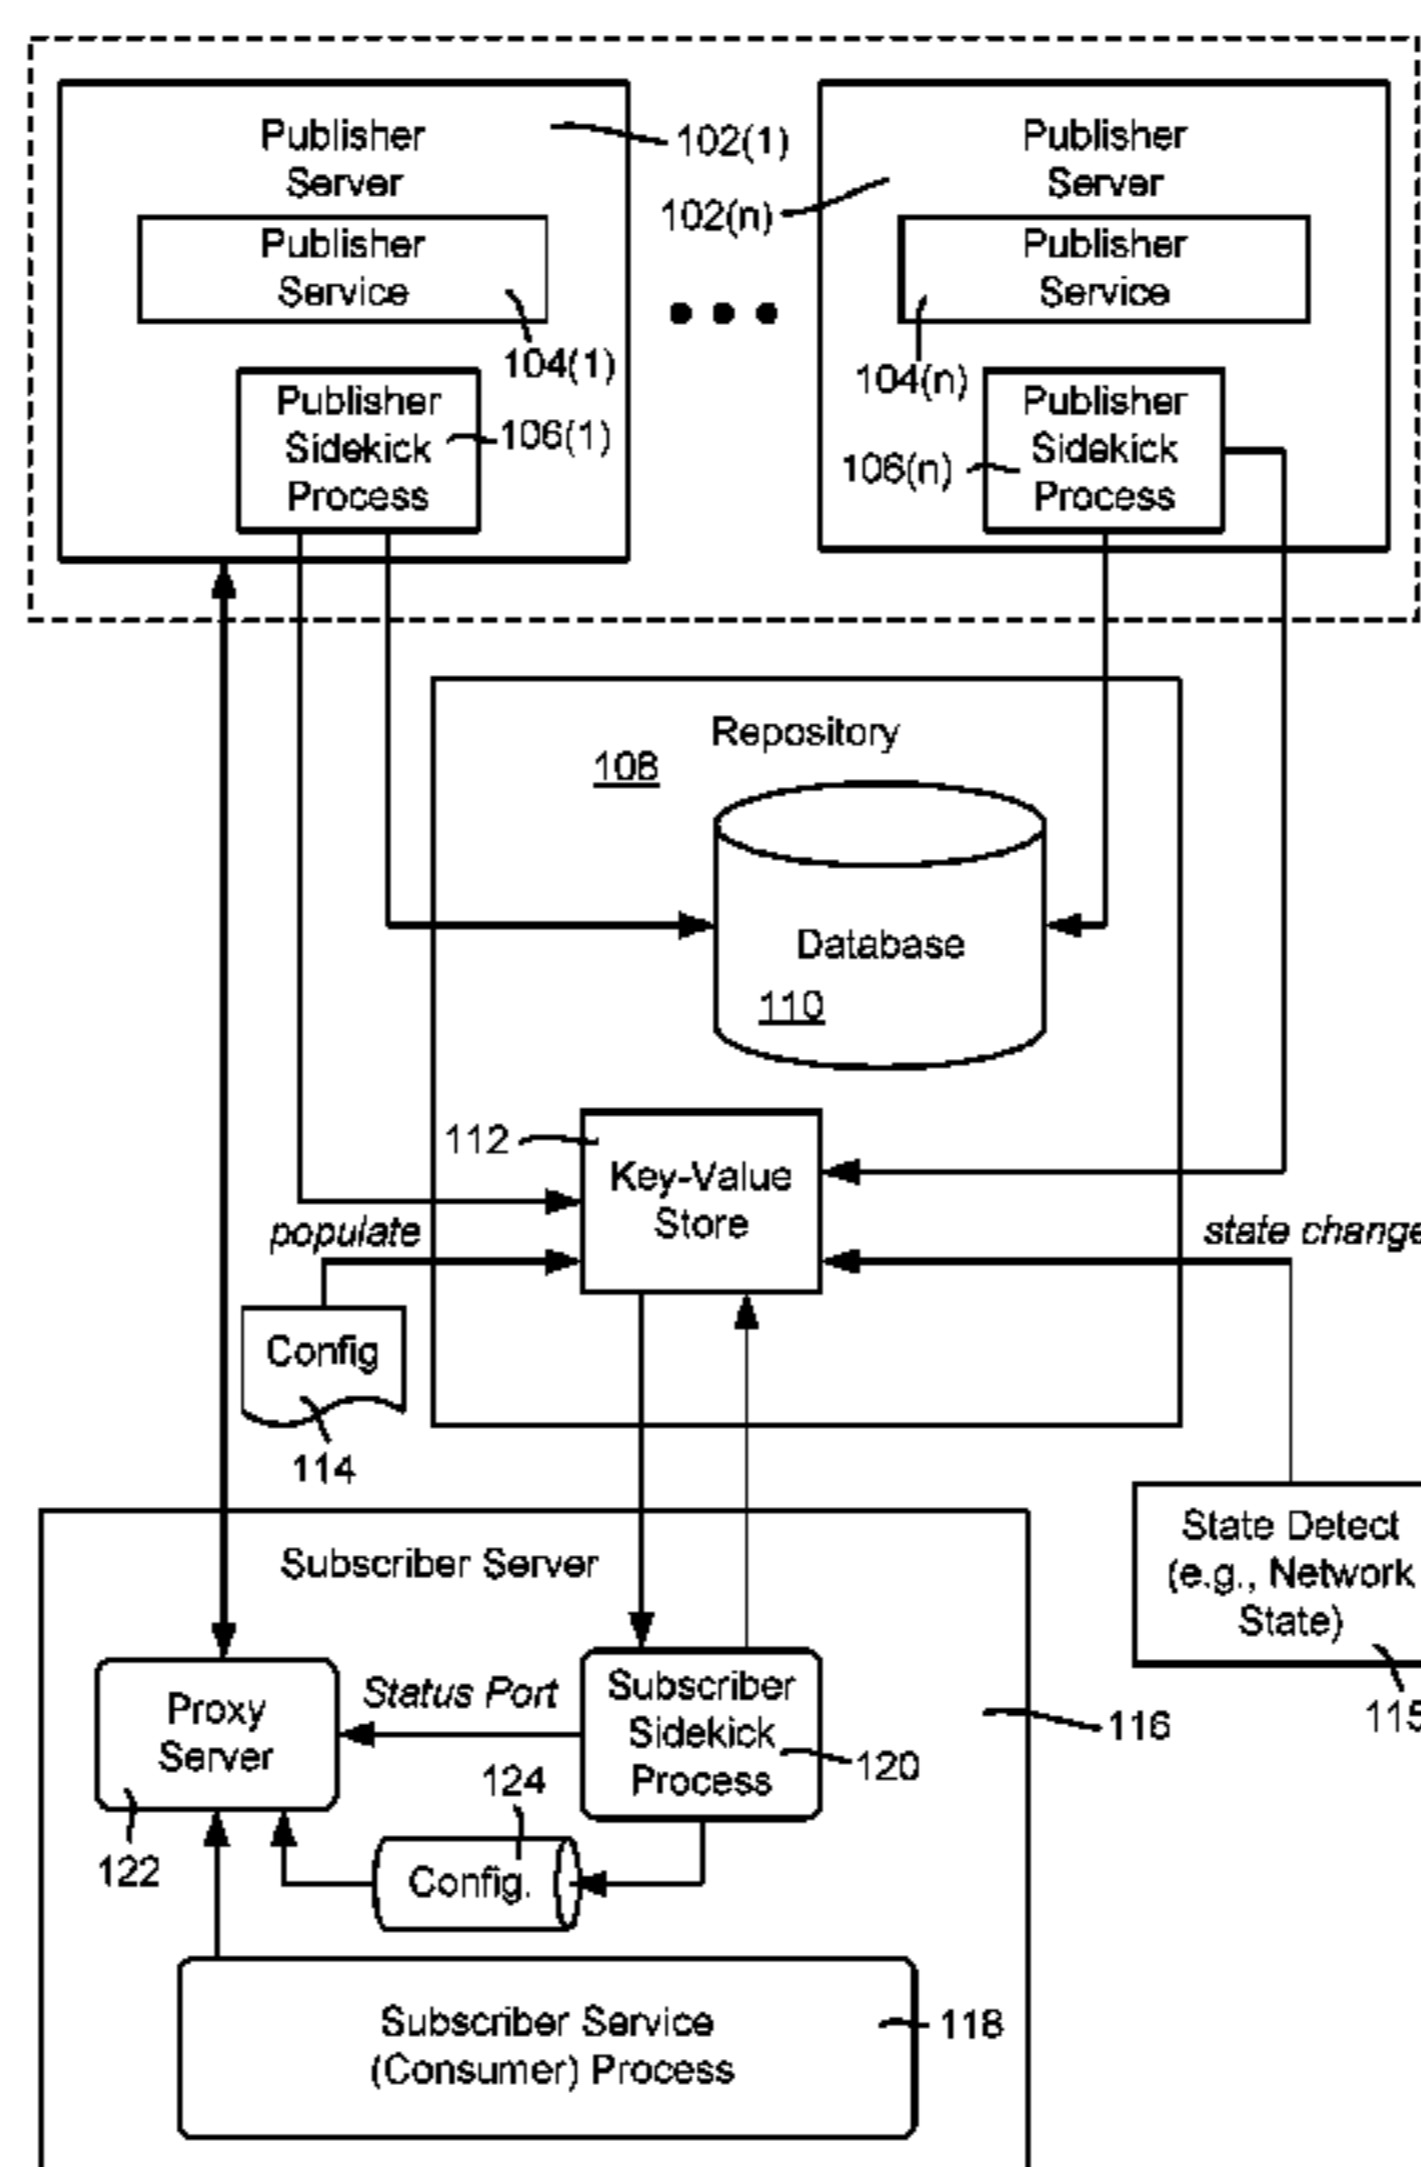 Publisher
Server
102(1)
Publisher
Service
104(1)
Publisher
Sidekick
Process
106(1)
Publisher
Server
102(n)
Publisher
Service
104(n)
Publisher
Sidekick
Process
106(n)
Repository
108
Database
110
112
Key-Value
Store
populate
state change
Config
114
Subscriber Server
State Detect
(e.g., Network
State)
115
Proxy
Server
122
Status Port
Subscriber
Sidekick
Process
116
120
124
Config.
Subscriber Service
(Consumer) Process
118